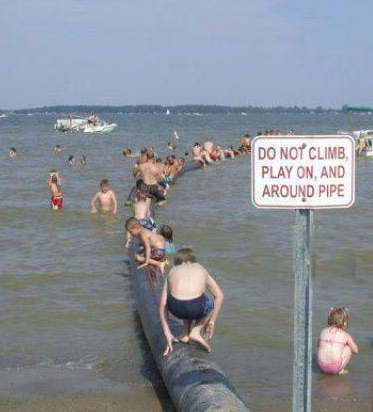 DO NOT CLIMB,
PLAY ON, AND
AROUND PIPE